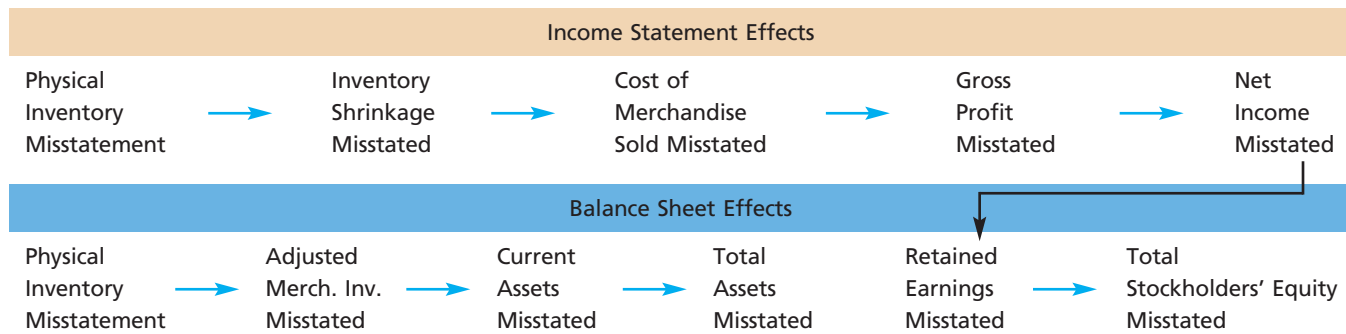 Income Statement Effects
Physical Inventory Cost of Gross Net
Inventory Shrinkage Merchandise Profit Income
Misstatement Misstated Sold Misstated Misstated Misstated
Balance Sheet Effects
Physical Adjusted Current Total Retained Total
Inventory Merch. Inv. Assets Assets Earnings Stockholders’ Equity
Misstatement Misstated Misstated Misstated Misstated Misstated